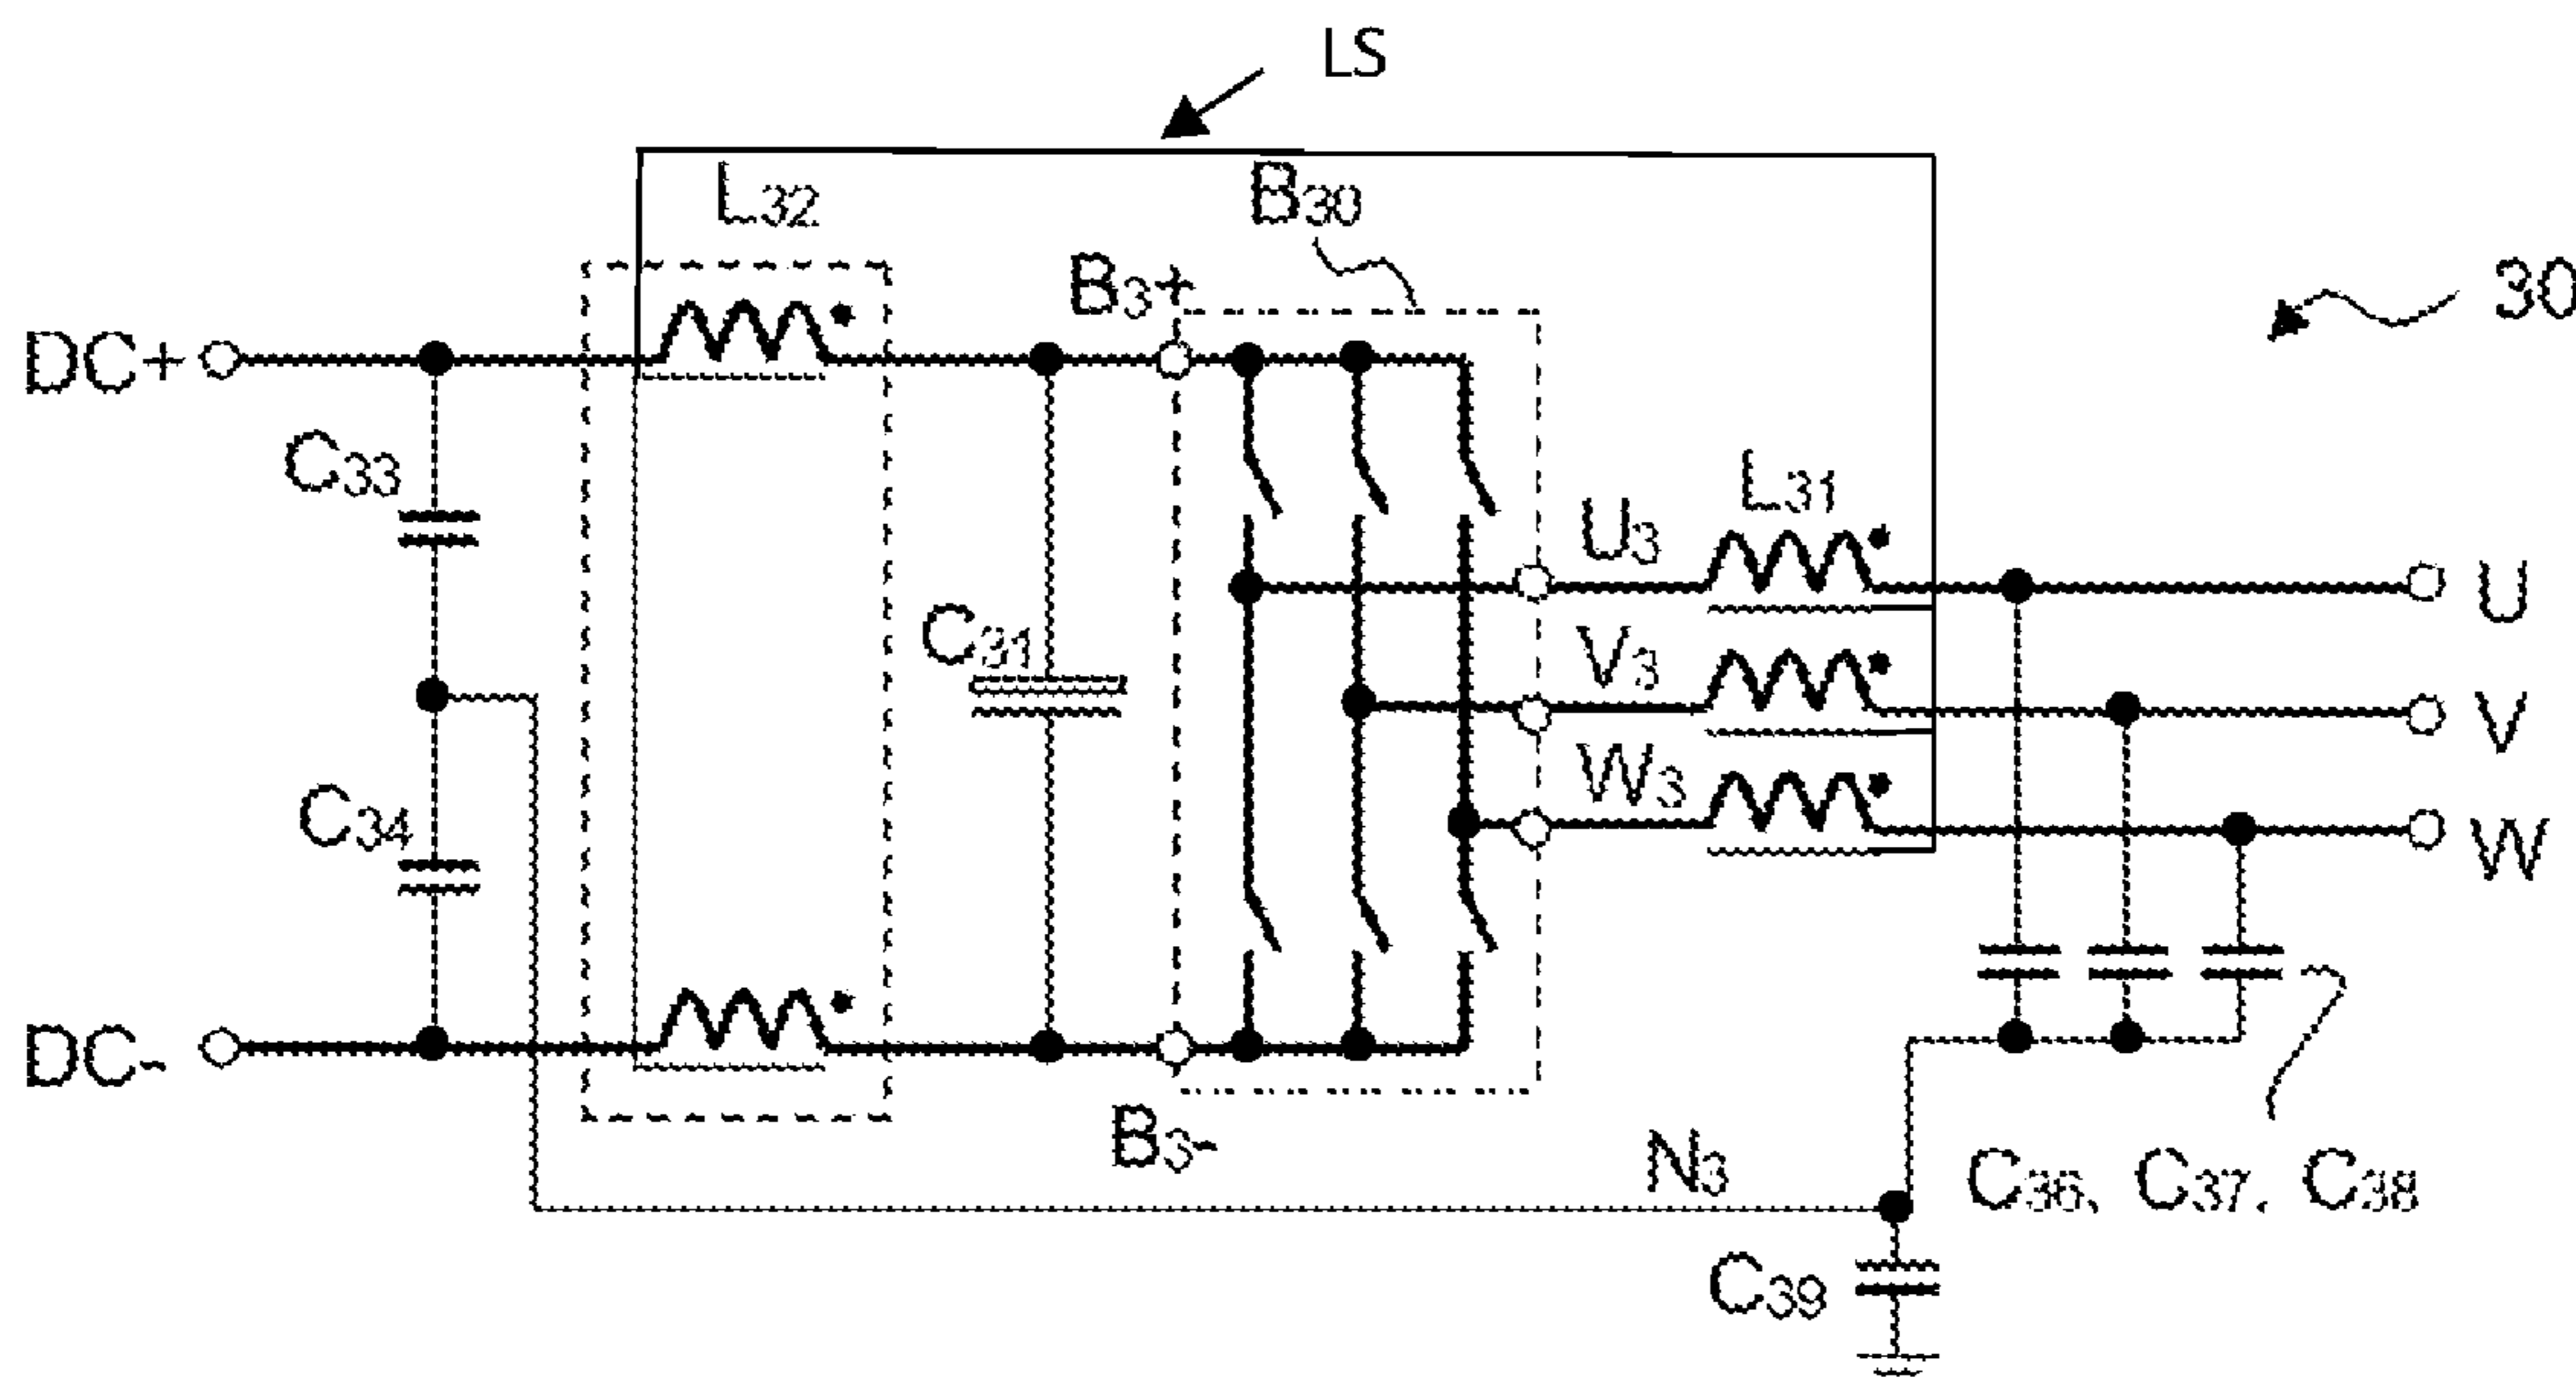 LS
L32
B30
B3+
30
DC+
C33
L31
U3
U
C31
V3
V
C34
W3
W
DC-
B3-
N3
C36、 C37, C38
C39